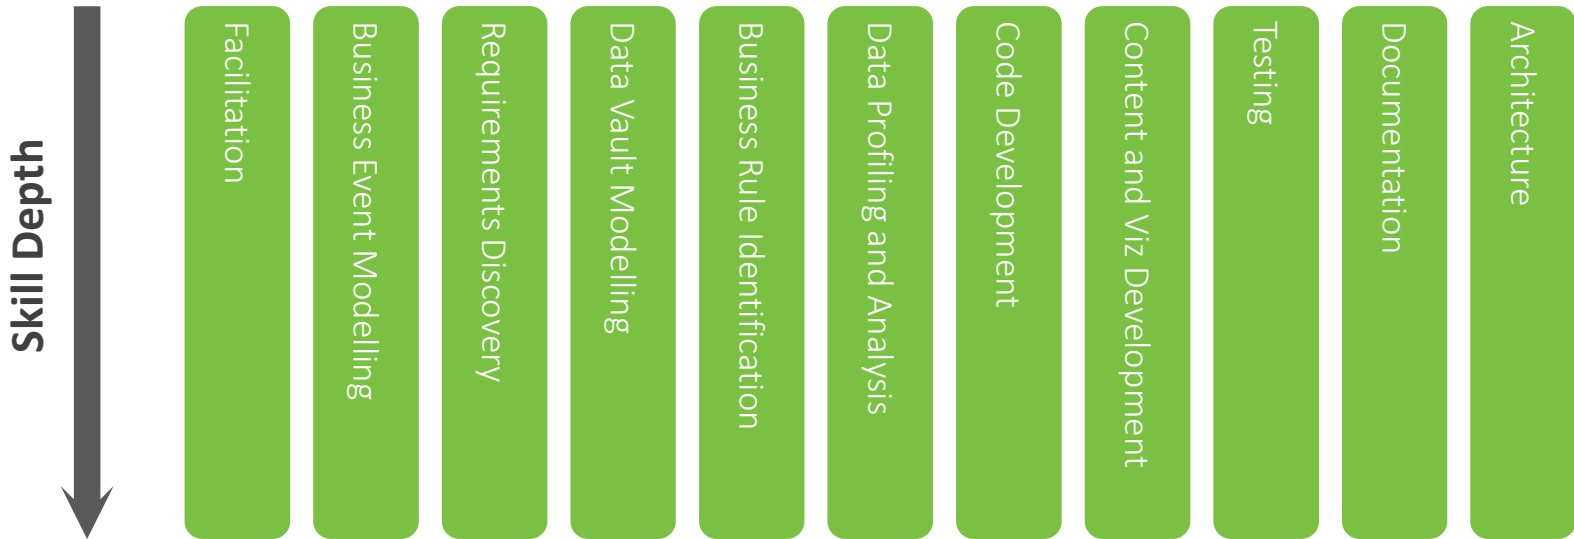 Skill Depth
Facilitation
Business Event Modelling
Requirements Discovery
Data Vault Modelling
Business Rule Identification
Data Profiling and Analysis
Code Development
Content and Viz Development
Testing
Documentation
Architecture